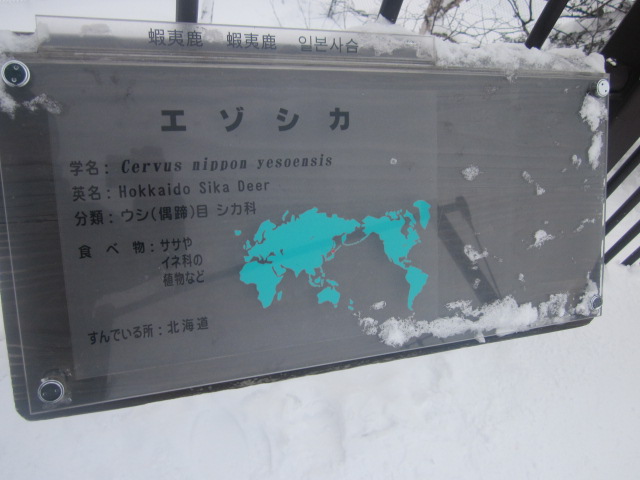 蝦夷鹿 蝦夷鹿 일본사슴
エゾシカ
学名：Cervus nippon yesoensis
英名：Hokkaido Sika Deer
分類：ウシ(偶蹄)目 シカ科
食べ物：ササや
イネ科の
植物など
すんでいる所：北海道